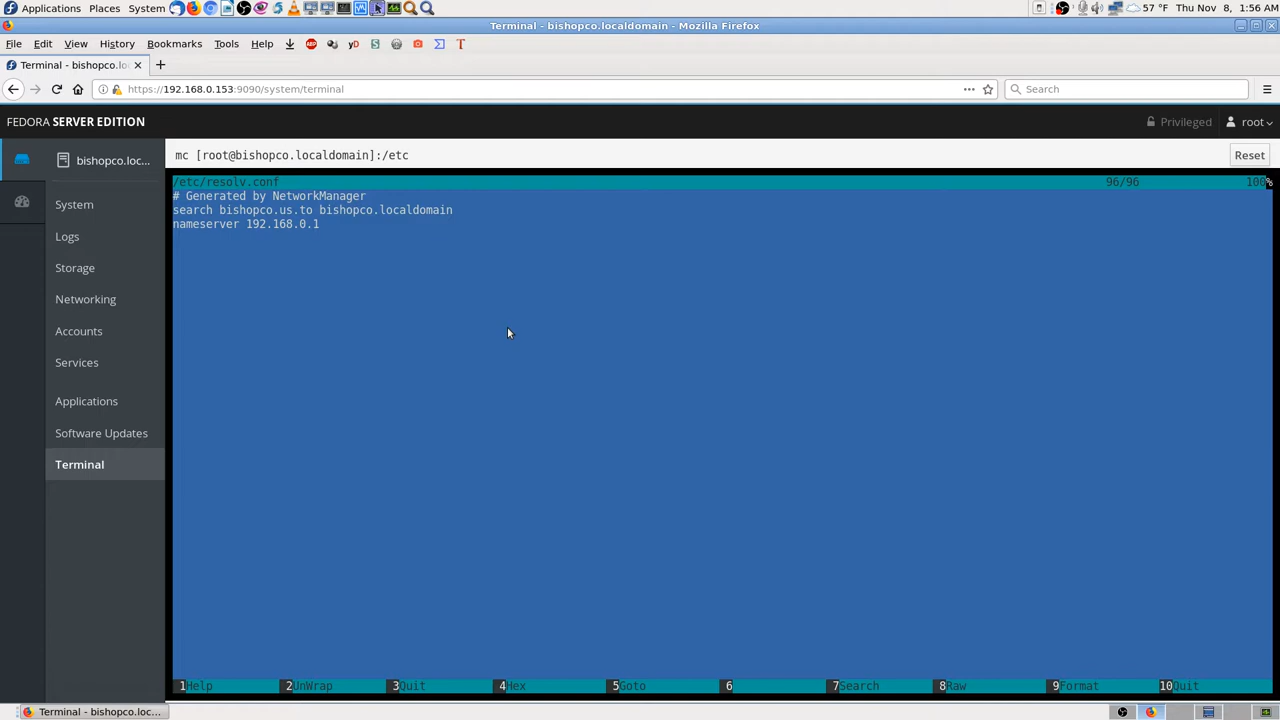 Applications Places System 57 °F Thu Nov 8, 1:56 AM
Terminal - bishopco.localdomain - Mozilla Firefox
File Edit View History Bookmarks Tools Help
Terminal - bishopco.lo
https://192.168.0.153:9090/system/terminal
Search
FEDORA SERVER EDITION
Privileged
root
bishopco.loc...
mc [root@bishopco.localdomain]:/etc
Reset
/etc/resolv.conf 96/96 100%
# Generated by NetworkManager
search bishopco.us.to bishopco.localdomain
nameserver 192.168.0.1
System
Logs
Storage
Networking
Accounts
Services
Applications
Software Updates
Terminal
1Help 2UnWrap 3Quit 4Hex 5Goto 6 7Search 8Raw 9Format 10Quit
Terminal - bishopco.loc...